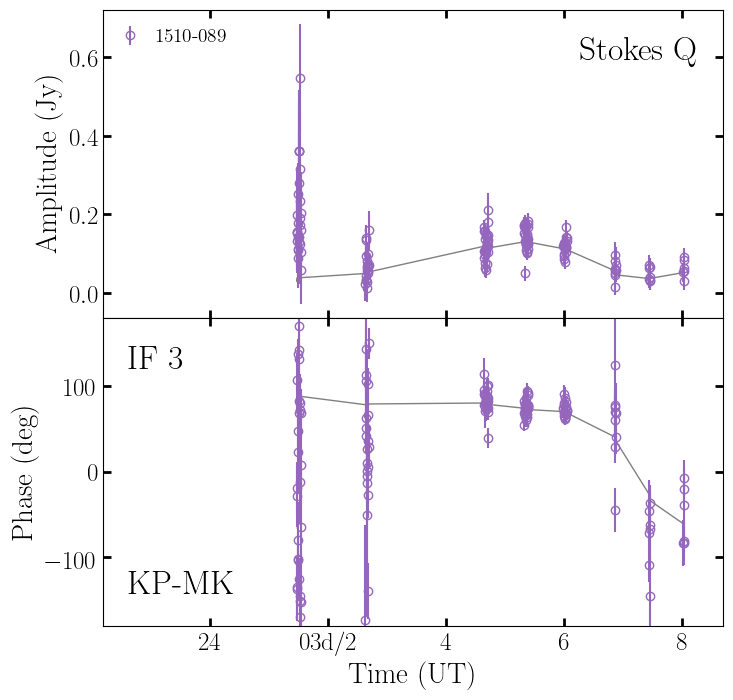 1510-089
Stokes Q
Amplitude (Jy)
0.6
0.4
0.2
0.0
IF 3
Phase (deg)
100
0
−100
KP-MK
24
03d/2
4
6
8
Time (UT)